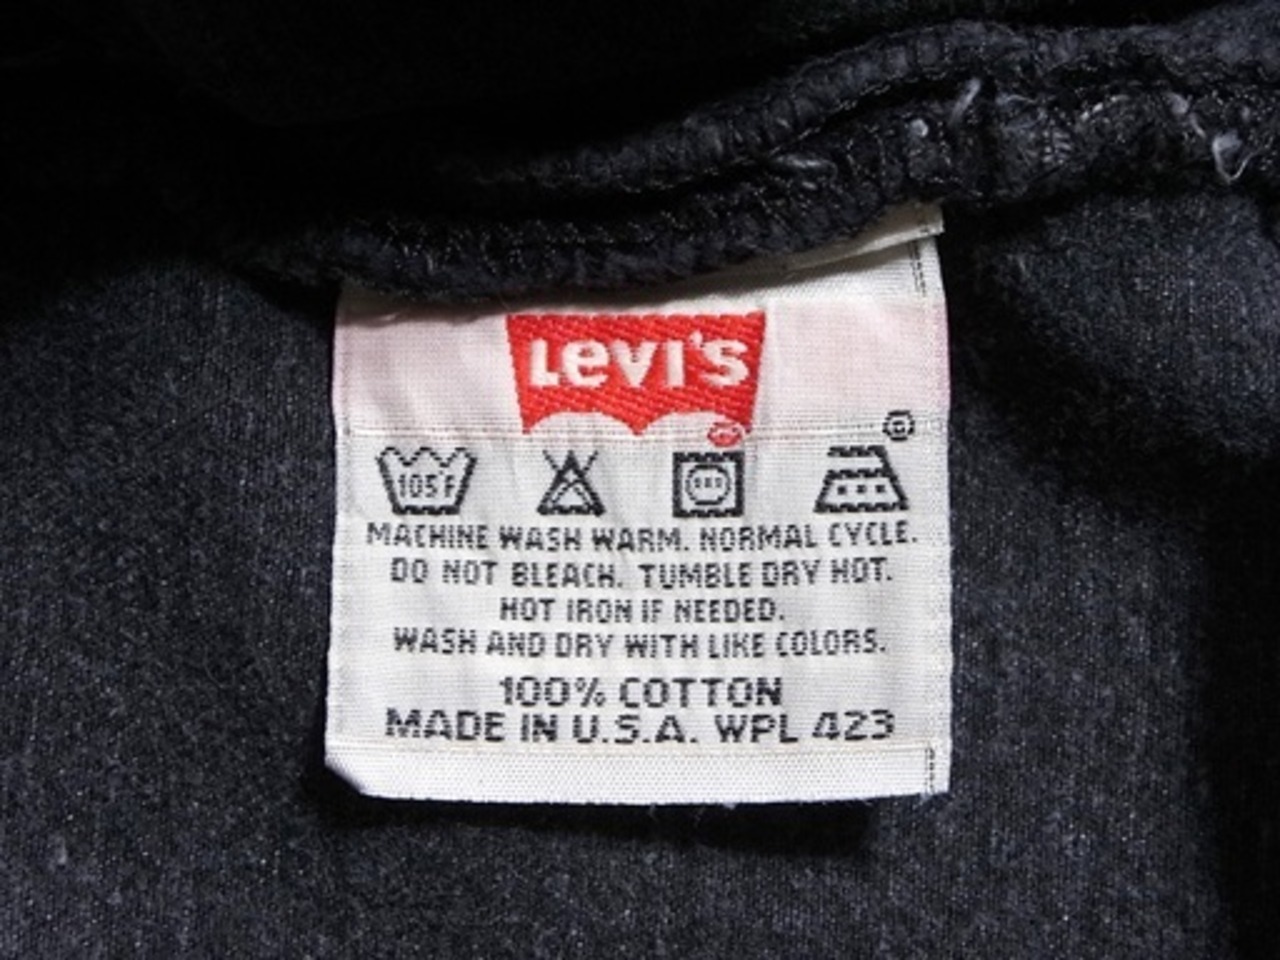 Levi's
105F
MACHINE WASH WARM. NORMAL CYCLE.
DO NOT BLEACH. TUMBLE DRY HOT.
HOT IRON IF NEEDED.
WASH AND DRY WITH LIKE COLORS.
100% COTTON
MADE IN U.S.A. WPL 423